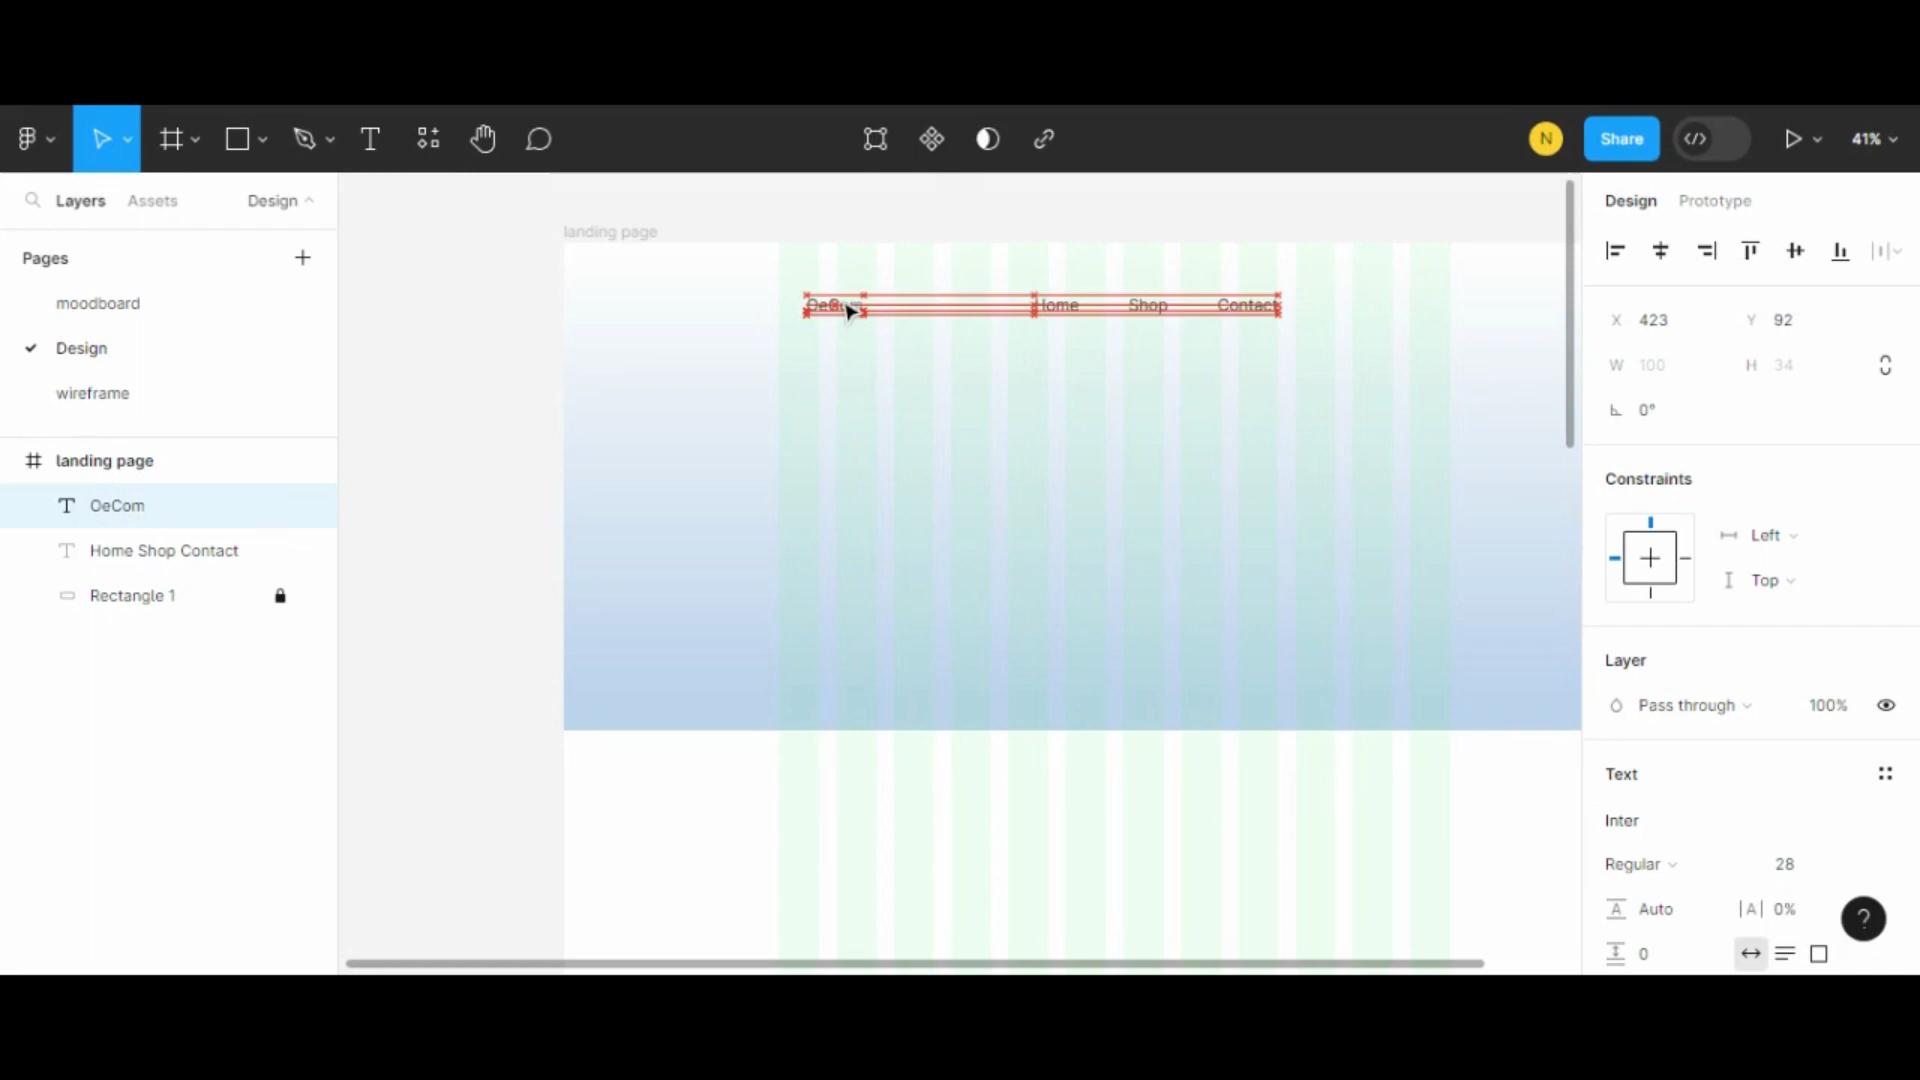 N
Share
41%
Layers
Assets
Design
Pages
moodboard
Design
wireframe
landing page
OeCom
Home Shop Contact
Rectangle 1
landing page
OeCom
Home
Shop
Contact
Design
Prototype
X 423
Y 92
W 100
H 34
0°
Constraints
Left
Top
Layer
Pass through
100%
Text
Inter
Regular
28
A Auto
|A| 0%
0
?